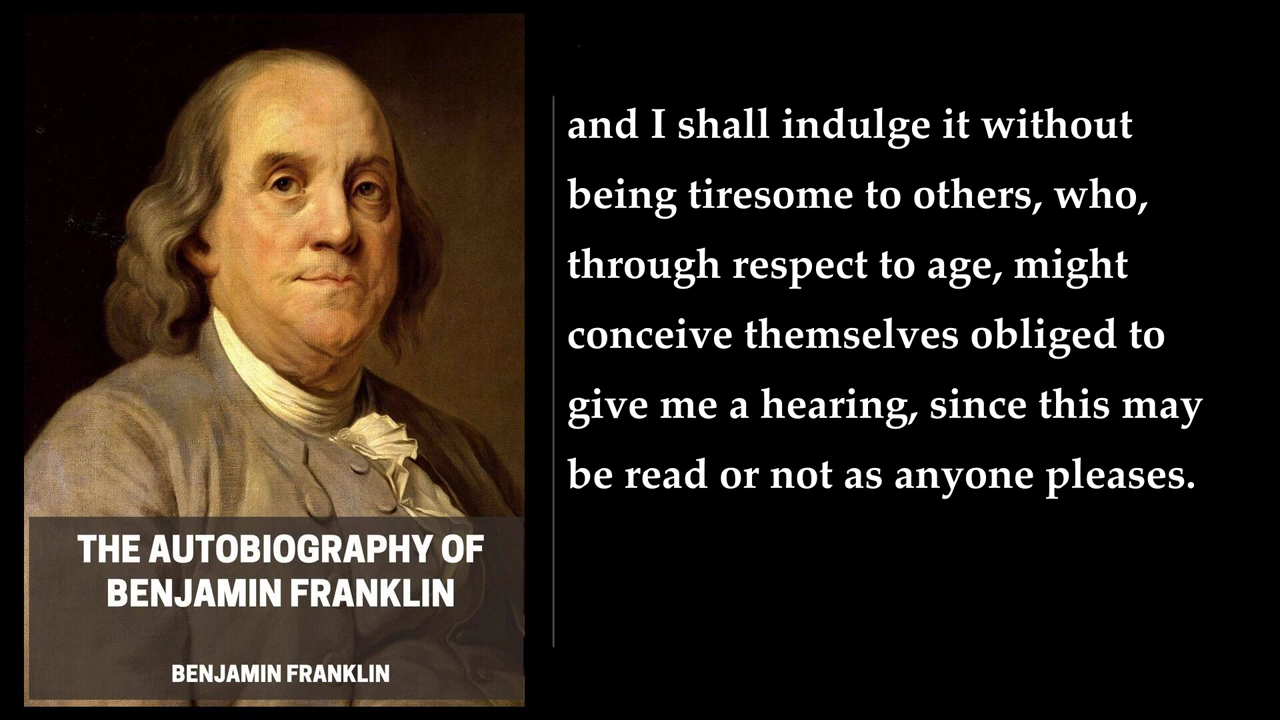 THE AUTOBIOGRAPHY OF
BENJAMIN FRANKLIN
BENJAMIN FRANKLIN
and I shall indulge it without
being tiresome to others, who,
through respect to age, might
conceive themselves obliged to
give me a hearing, since this may
be read or not as anyone pleases.